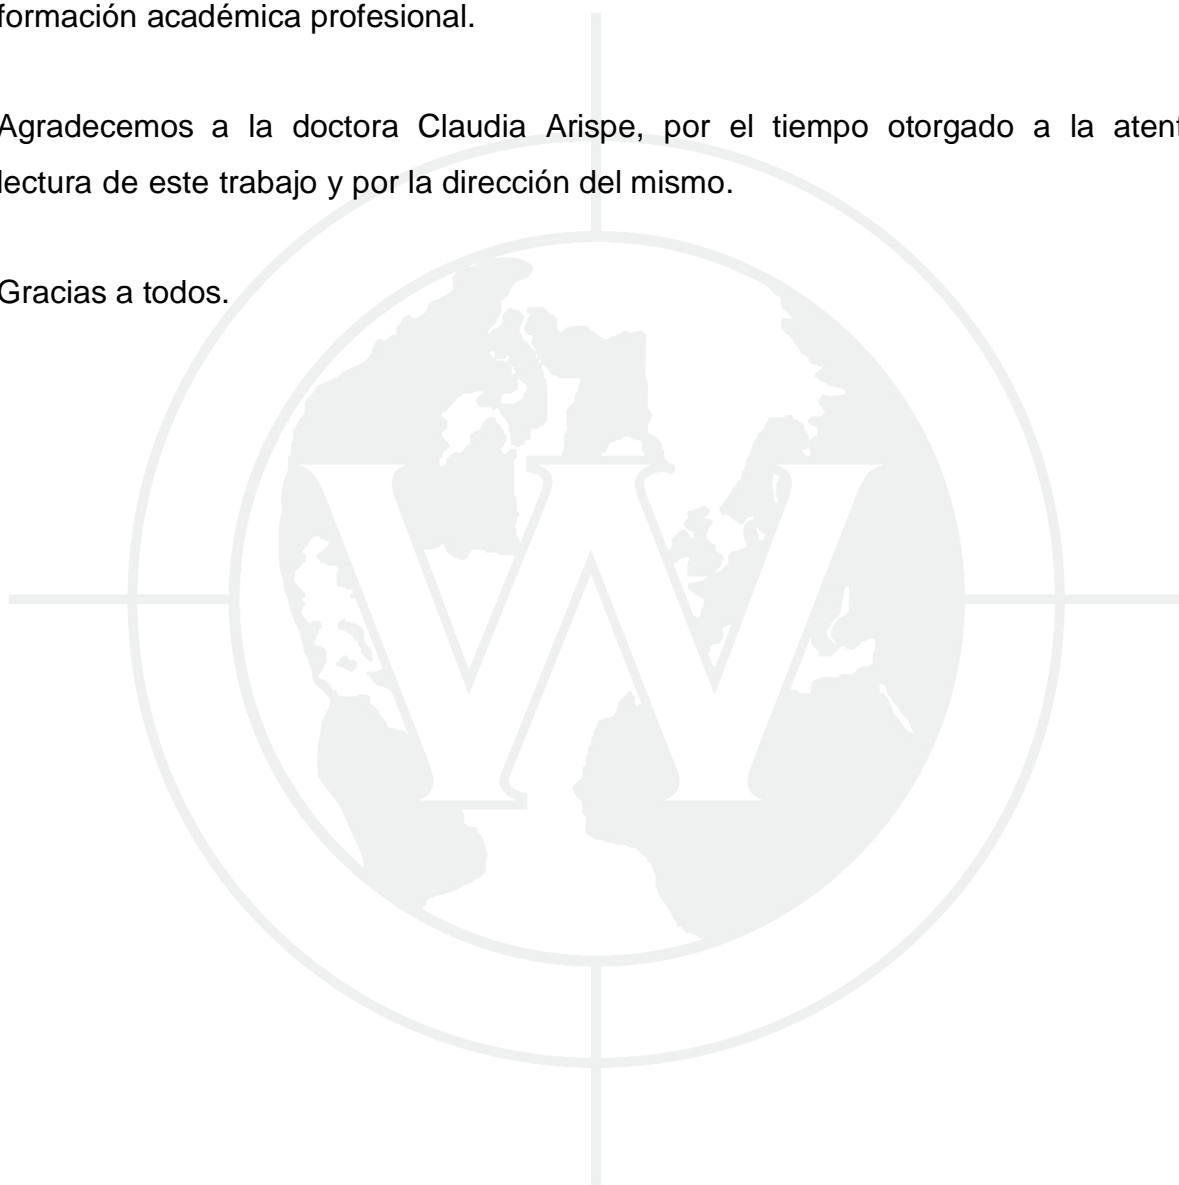 formación académica profesional.
Agradecemos a la doctora Claudia Arispe, por el tiempo otorgado a la atent
lectura de este trabajo y por la dirección del mismo.
Gracias a todos.
W